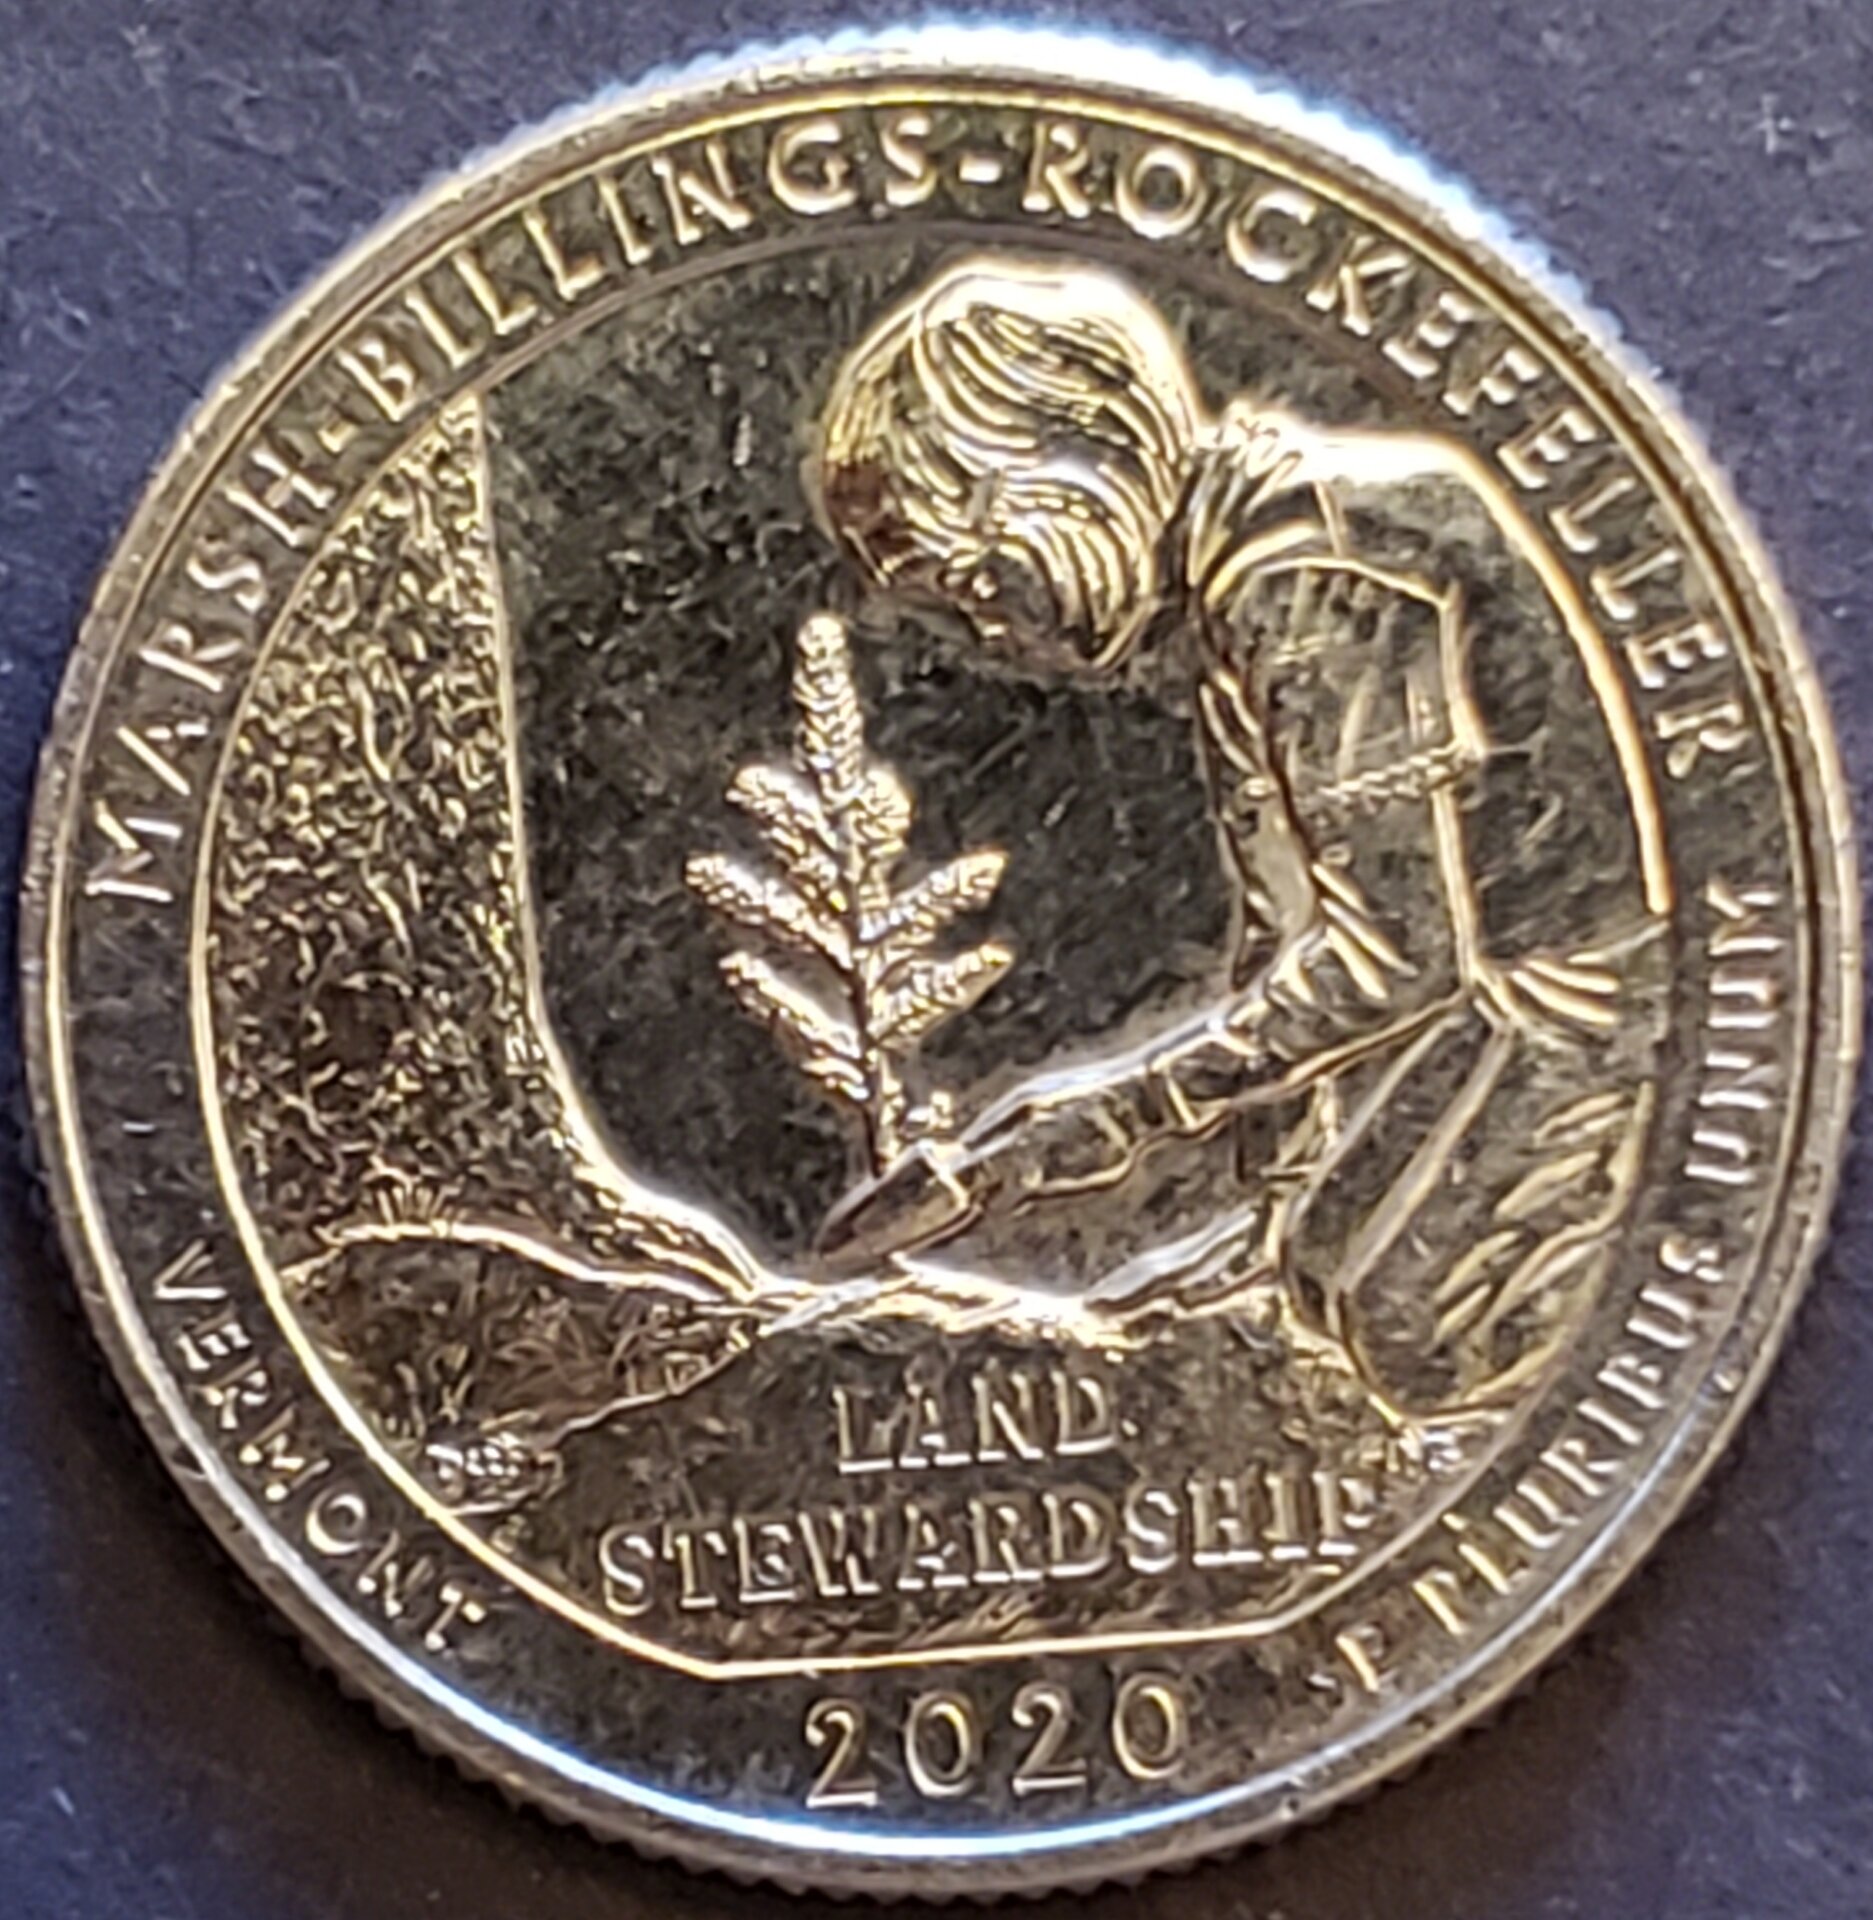 MARSH-BILLINGS-ROCKEFELLER
VERMONT
LAND
STEWARDSHIP
2020
E PLURIBUS UNUM